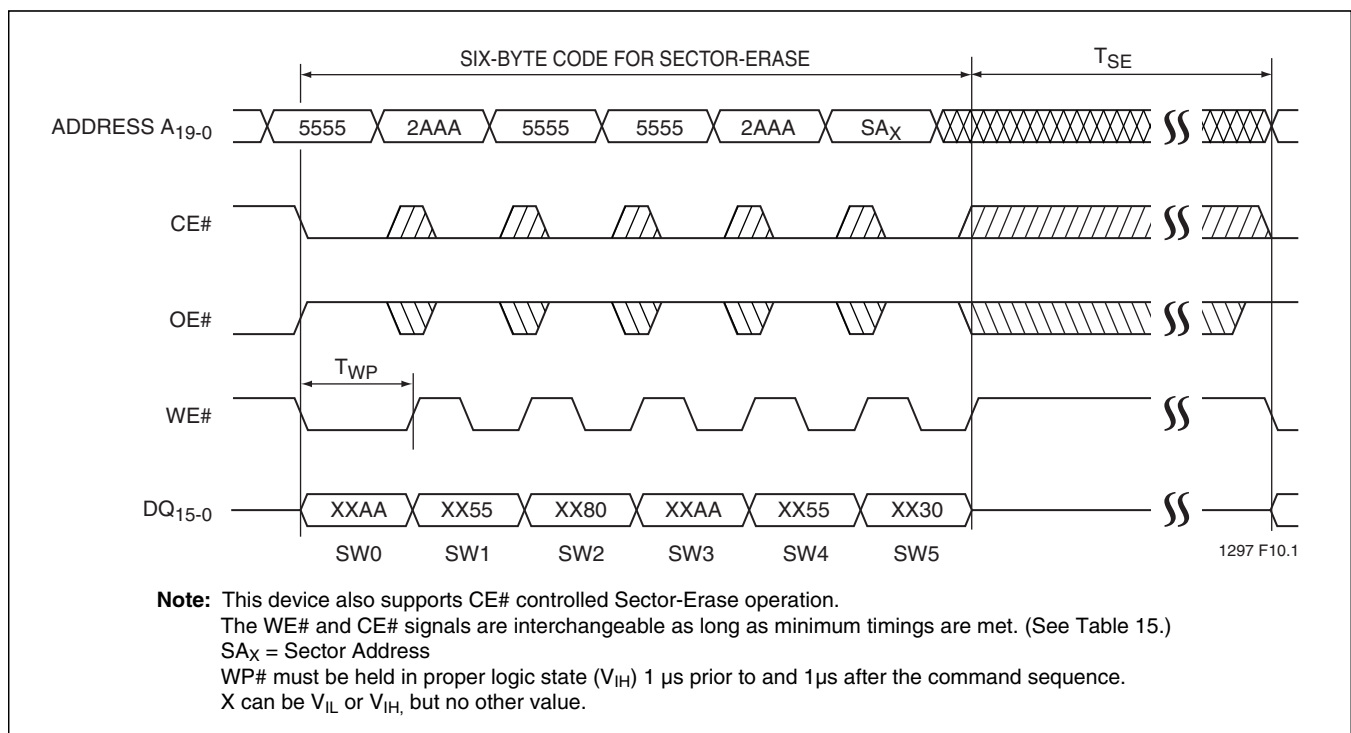 SIX-BYTE CODE FOR SECTOR-ERASE
TSE
ADDRESS A19-0
5555 2AAA 5555 5555 2AAA SAX
CE#
OE#
TWP
WE#
DQ15-0
XXAA XX55 XX80 XXAA XX55 XX30
SW0 SW1 SW2 SW3 SW4 SW5
1297 F10.1
Note: This device also supports CE# controlled Sector-Erase operation.
The WE# and CE# signals are interchangeable as long as minimum timings are met. (See Table 15.)
SAX = Sector Address
WP# must be held in proper logic state (VIH) 1 µs prior to and 1µs after the command sequence.
X can be VIL or VIH, but no other value.